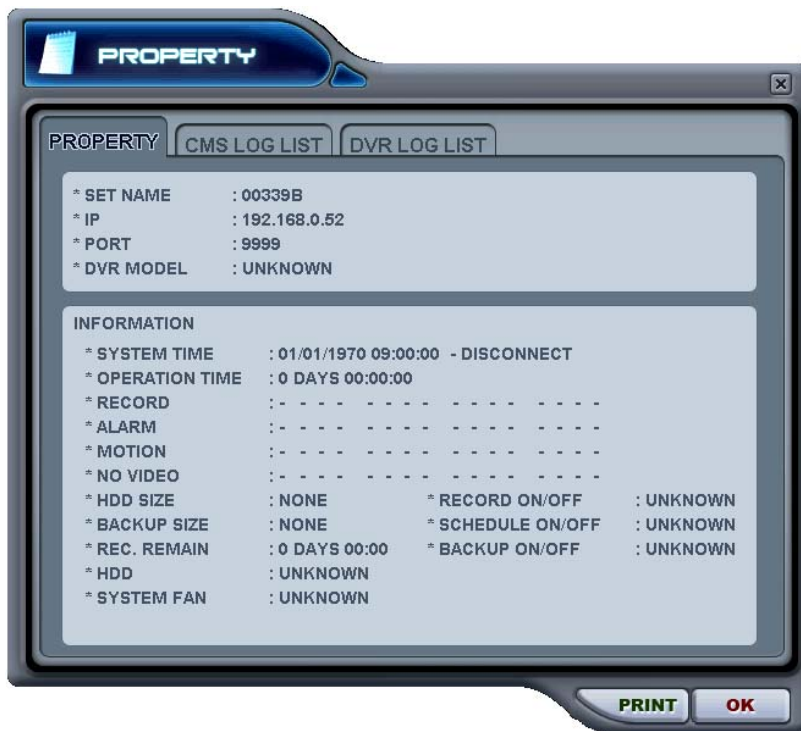 PROPERTY
PROPERTY CMS LOG LIST DVR LOG LIST
* SET NAME : 00339B
* IP : 192.168.0.52
* PORT : 9999
* DVR MODEL : UNKNOWN
INFORMATION
* SYSTEM TIME : 01/01/1970 09:00:00 - DISCONNECT
* OPERATION TIME : 0 DAYS 00:00:00
* RECORD : - - - - - - - - - - - - - - - -
* ALARM : - - - - - - - - - - - - - - - -
* MOTION : - - - - - - - - - - - - - - - -
* NO VIDEO : - - - - - - - - - - - - - - - -
* HDD SIZE : NONE * RECORD ON/OFF : UNKNOWN
* BACKUP SIZE : NONE * SCHEDULE ON/OFF : UNKNOWN
* REC. REMAIN : 0 DAYS 00:00 * BACKUP ON/OFF : UNKNOWN
* HDD : UNKNOWN
* SYSTEM FAN : UNKNOWN
PRINT OK